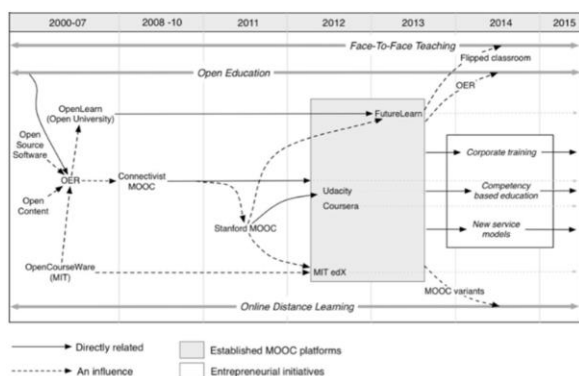 2000-07 2008 -10 2011 2012 2013 2014 2015
Face-To-Face Teaching
Flipped classroom
Open Education
OER
OpenLearn
(Open University)
FutureLearn
Open
Source
Software
Corporate training
OER
Connectivist
MOOC
Udacity
Competency
based education
Coursera
Open
Content
Stanford MOOC
New service
models
OpenCourseWare
(MIT)
MIT edX
MOOC variants
Online Distance Learning
Directly related
Established MOOC platforms
An influence
Entrepreneurial initiatives